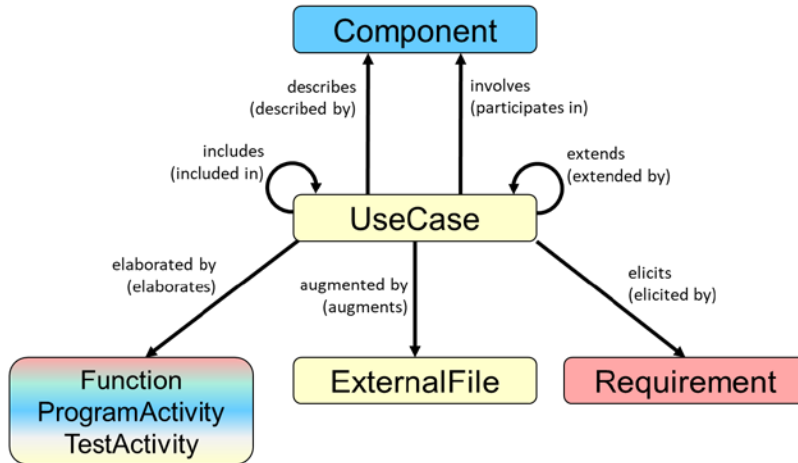 Component
describes
(described by)
involves
(participates in)
includes
(included in)
extends
(extended by)
UseCase
elaborated by
(elaborates)
augmented by
(augments)
elicits
(elicited by)
Function
ProgramActivity
TestActivity
ExternalFile
Requirement